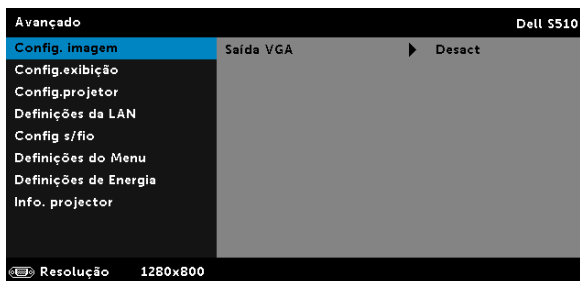 Avançado Dell S510
Config. imagem Saída VGA Desact
Config.exibição
Config.projetor
Definições da LAN
Config s/fio
Definições do Menu
Definições de Energia
Info. projector
Resolução 1280x800